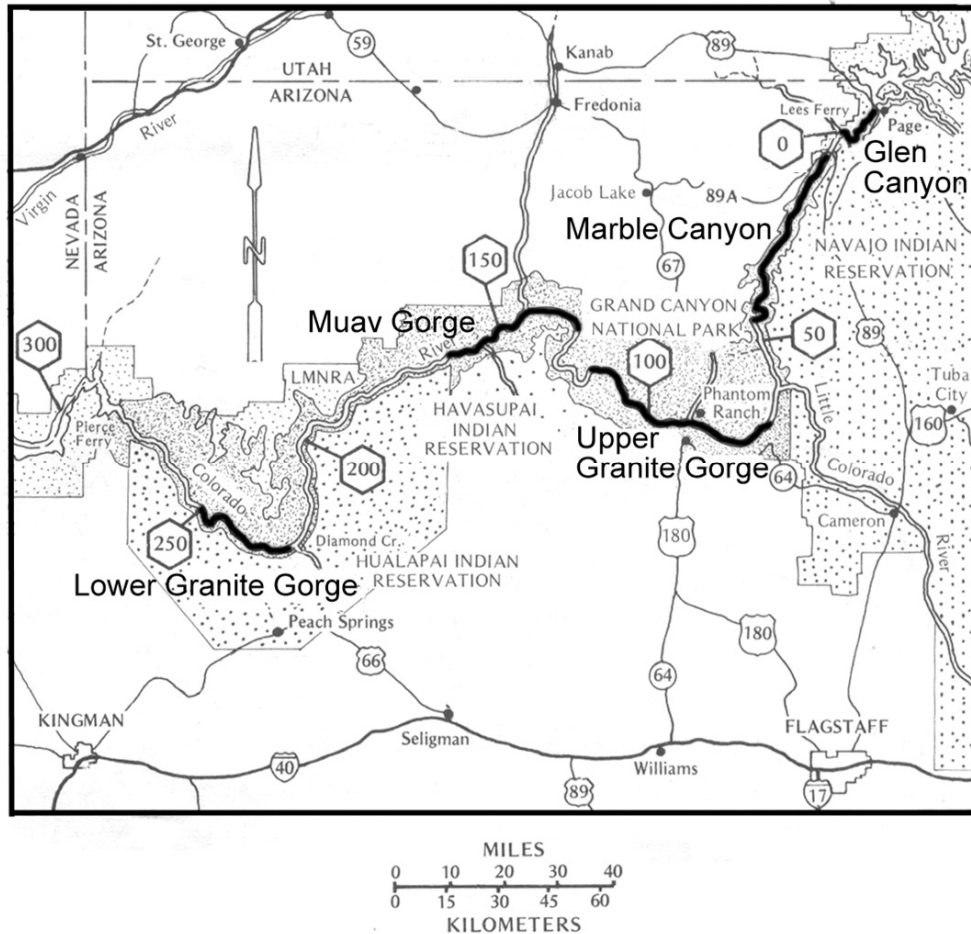 St. George
59
Kanab
89
UTAH
ARIZONA
Fredonia
Lees Ferry
Page
0
Glen
Canyon
River
Virgin
NEVADA
ARIZONA
N
Jacob Lake
89A
Marble Canyon
67
NAVAJO INDIAN
RESERVATION
150
GRAND CANYON
NATIONAL PARK
50
89
300
Muav Gorge
River
100
LMNRA
Phantom
Ranch
Little
Tuba
City
160
Pierce
Ferry
HAVASUPAI
INDIAN
RESERVATION
Upper
Granite Gorge
200
64
Colorado
Colorado
Cameron
250
Diamond Cr.
180
River
HUALAPAI INDIAN
RESERVATION
Lower Granite Gorge
Peach Springs
180
66
64
KINGMAN
Seligman
FLAGSTAFF
40
Williams
89
17
MILES
0 10 20 30 40
0 15 30 45 60
KILOMETERS